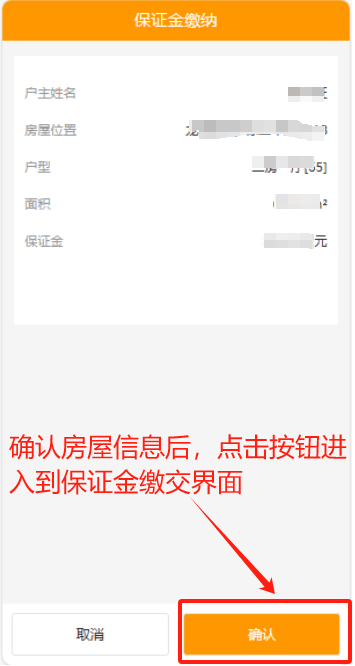 保证金缴纳
户主姓名
房屋位置
户型
面积
保证金 元
确认房屋信息后，点击按钮进
入到保证金缴交界面
取消 确认